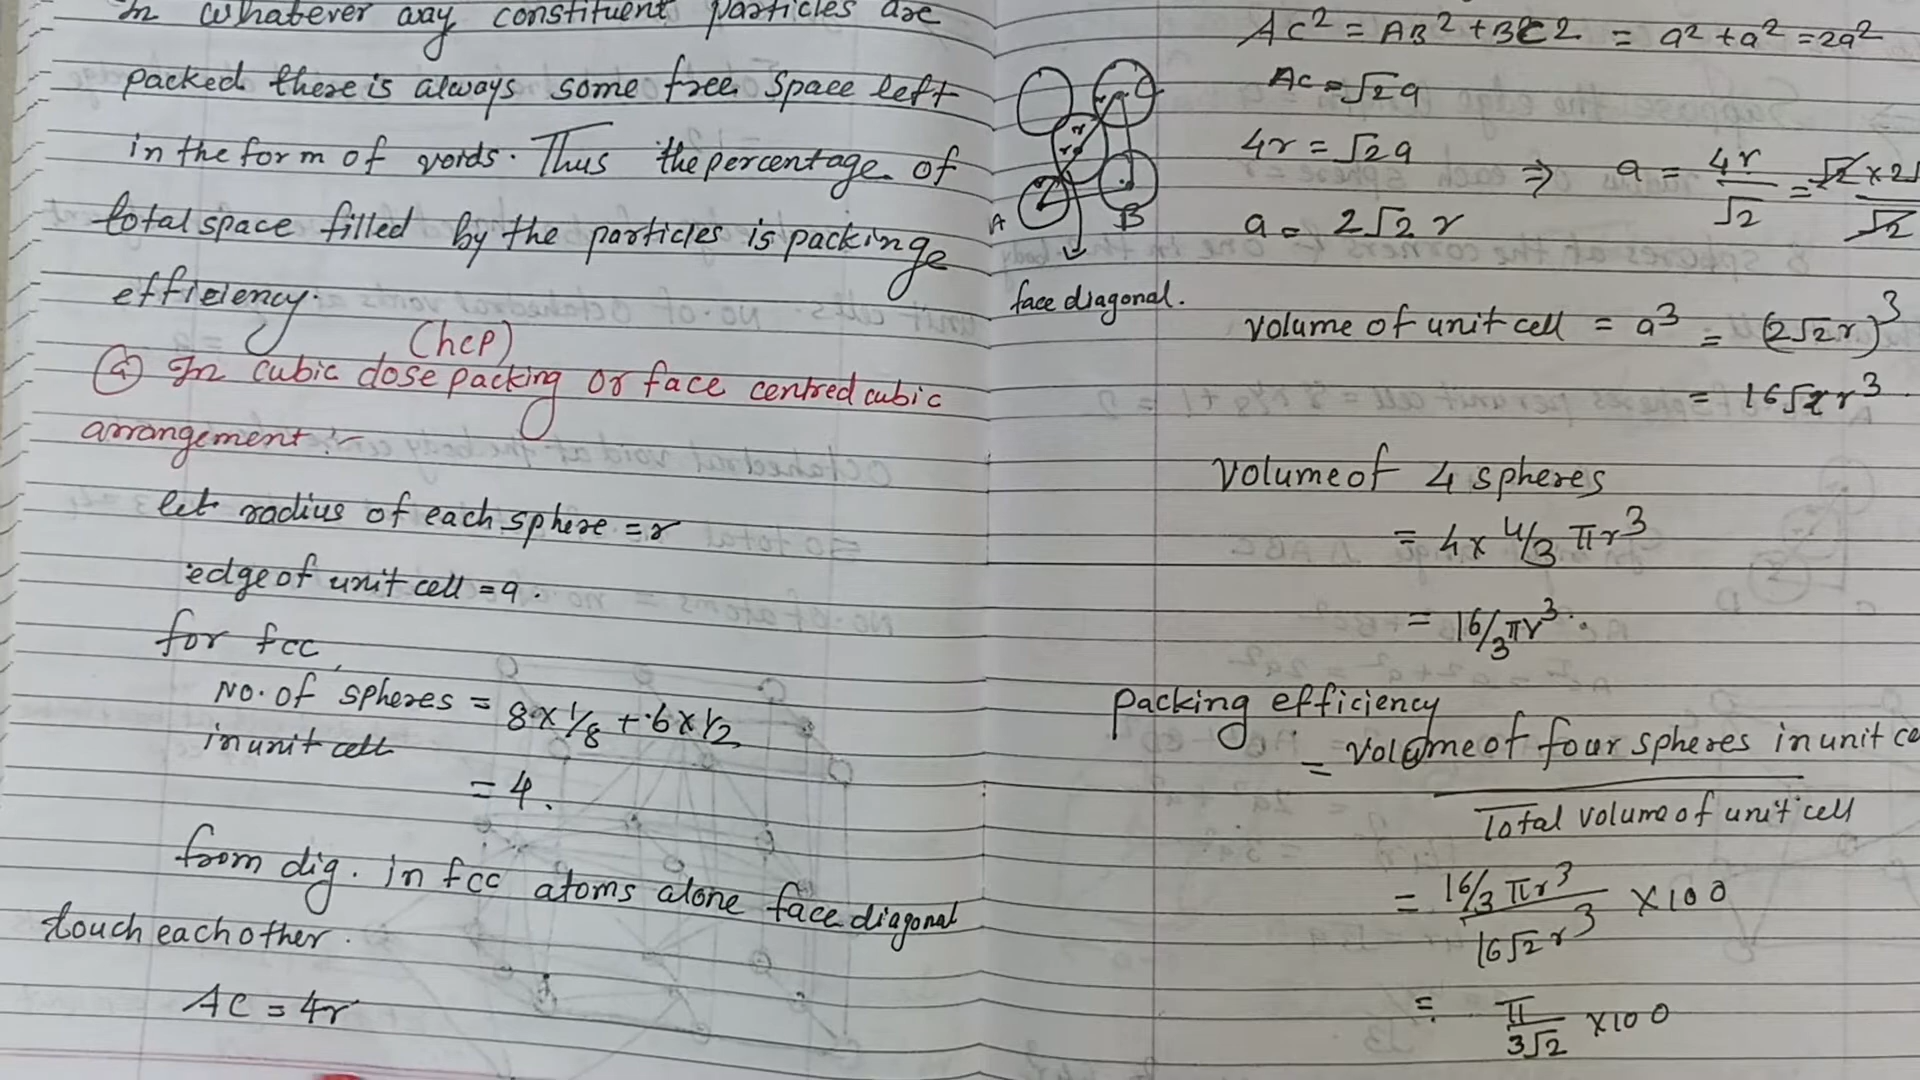 In whatever way constituent particles are
packed there is always some free space left
in the form of voids. Thus the percentage of
total space filled by the particles is packinge
efficiency.
(hcp)
(a) In cubic close packing or face centred cubic
arrangement :-
let radius of each sphere = r
edge of unit cell = a.
for fcc,
No. of spheres = 8 x 1/8 + 6 x 1/2
in unit cell
= 4.
from dig. in fcc atoms alone face diagonal
touch each other.
AC = 4r
AC² = AB² + BC2 = a² + a² = 2a²
AC = √2a
4r = √2a ⇒ a = 4r/√2 = √2 x 2√/√2
a = 2√2 r
C
r
r
A
B
face diagonal.
volume of unit cell = a³ = (2√2r)³
= 16√2r³.
volume of 4 spheres
= 4 x 4/3 πr³
= 16/3 πr³.
packing efficiency
= volume of four spheres in unit ce
Total volume of unit cell
= 16/3 πr³ / 16√2 r³ x 100
= π/3√2 x 100